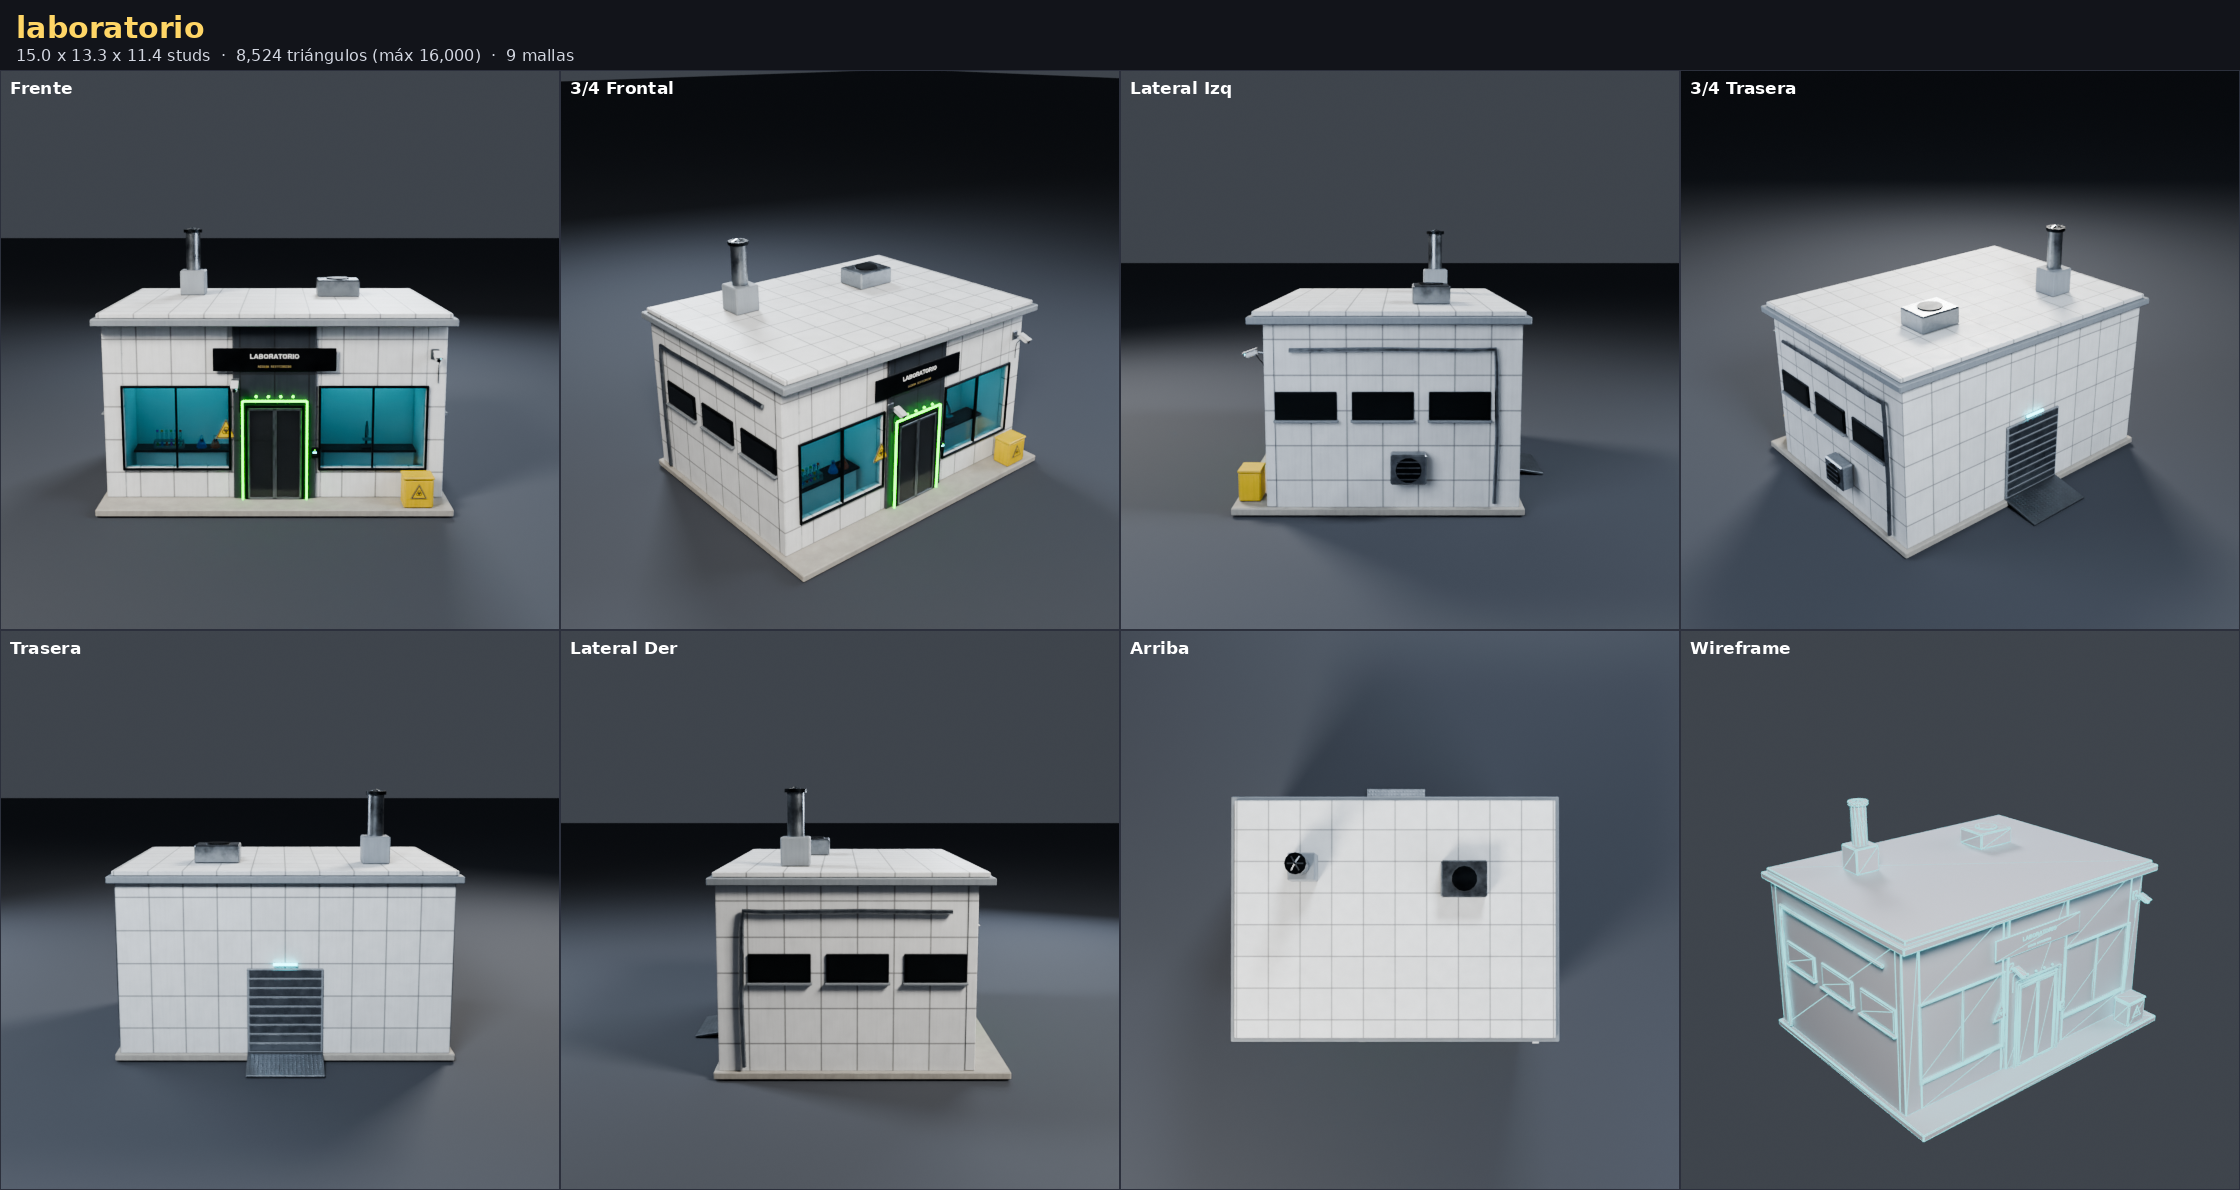 laboratorio
15.0 x 13.3 x 11.4 studs · 8,524 triángulos (máx 16,000) · 9 mallas
Frente
3/4 Frontal
Lateral Izq
3/4 Trasera
LABORATORIO
LABORATORIO
Trasera
Lateral Der
Arriba
Wireframe